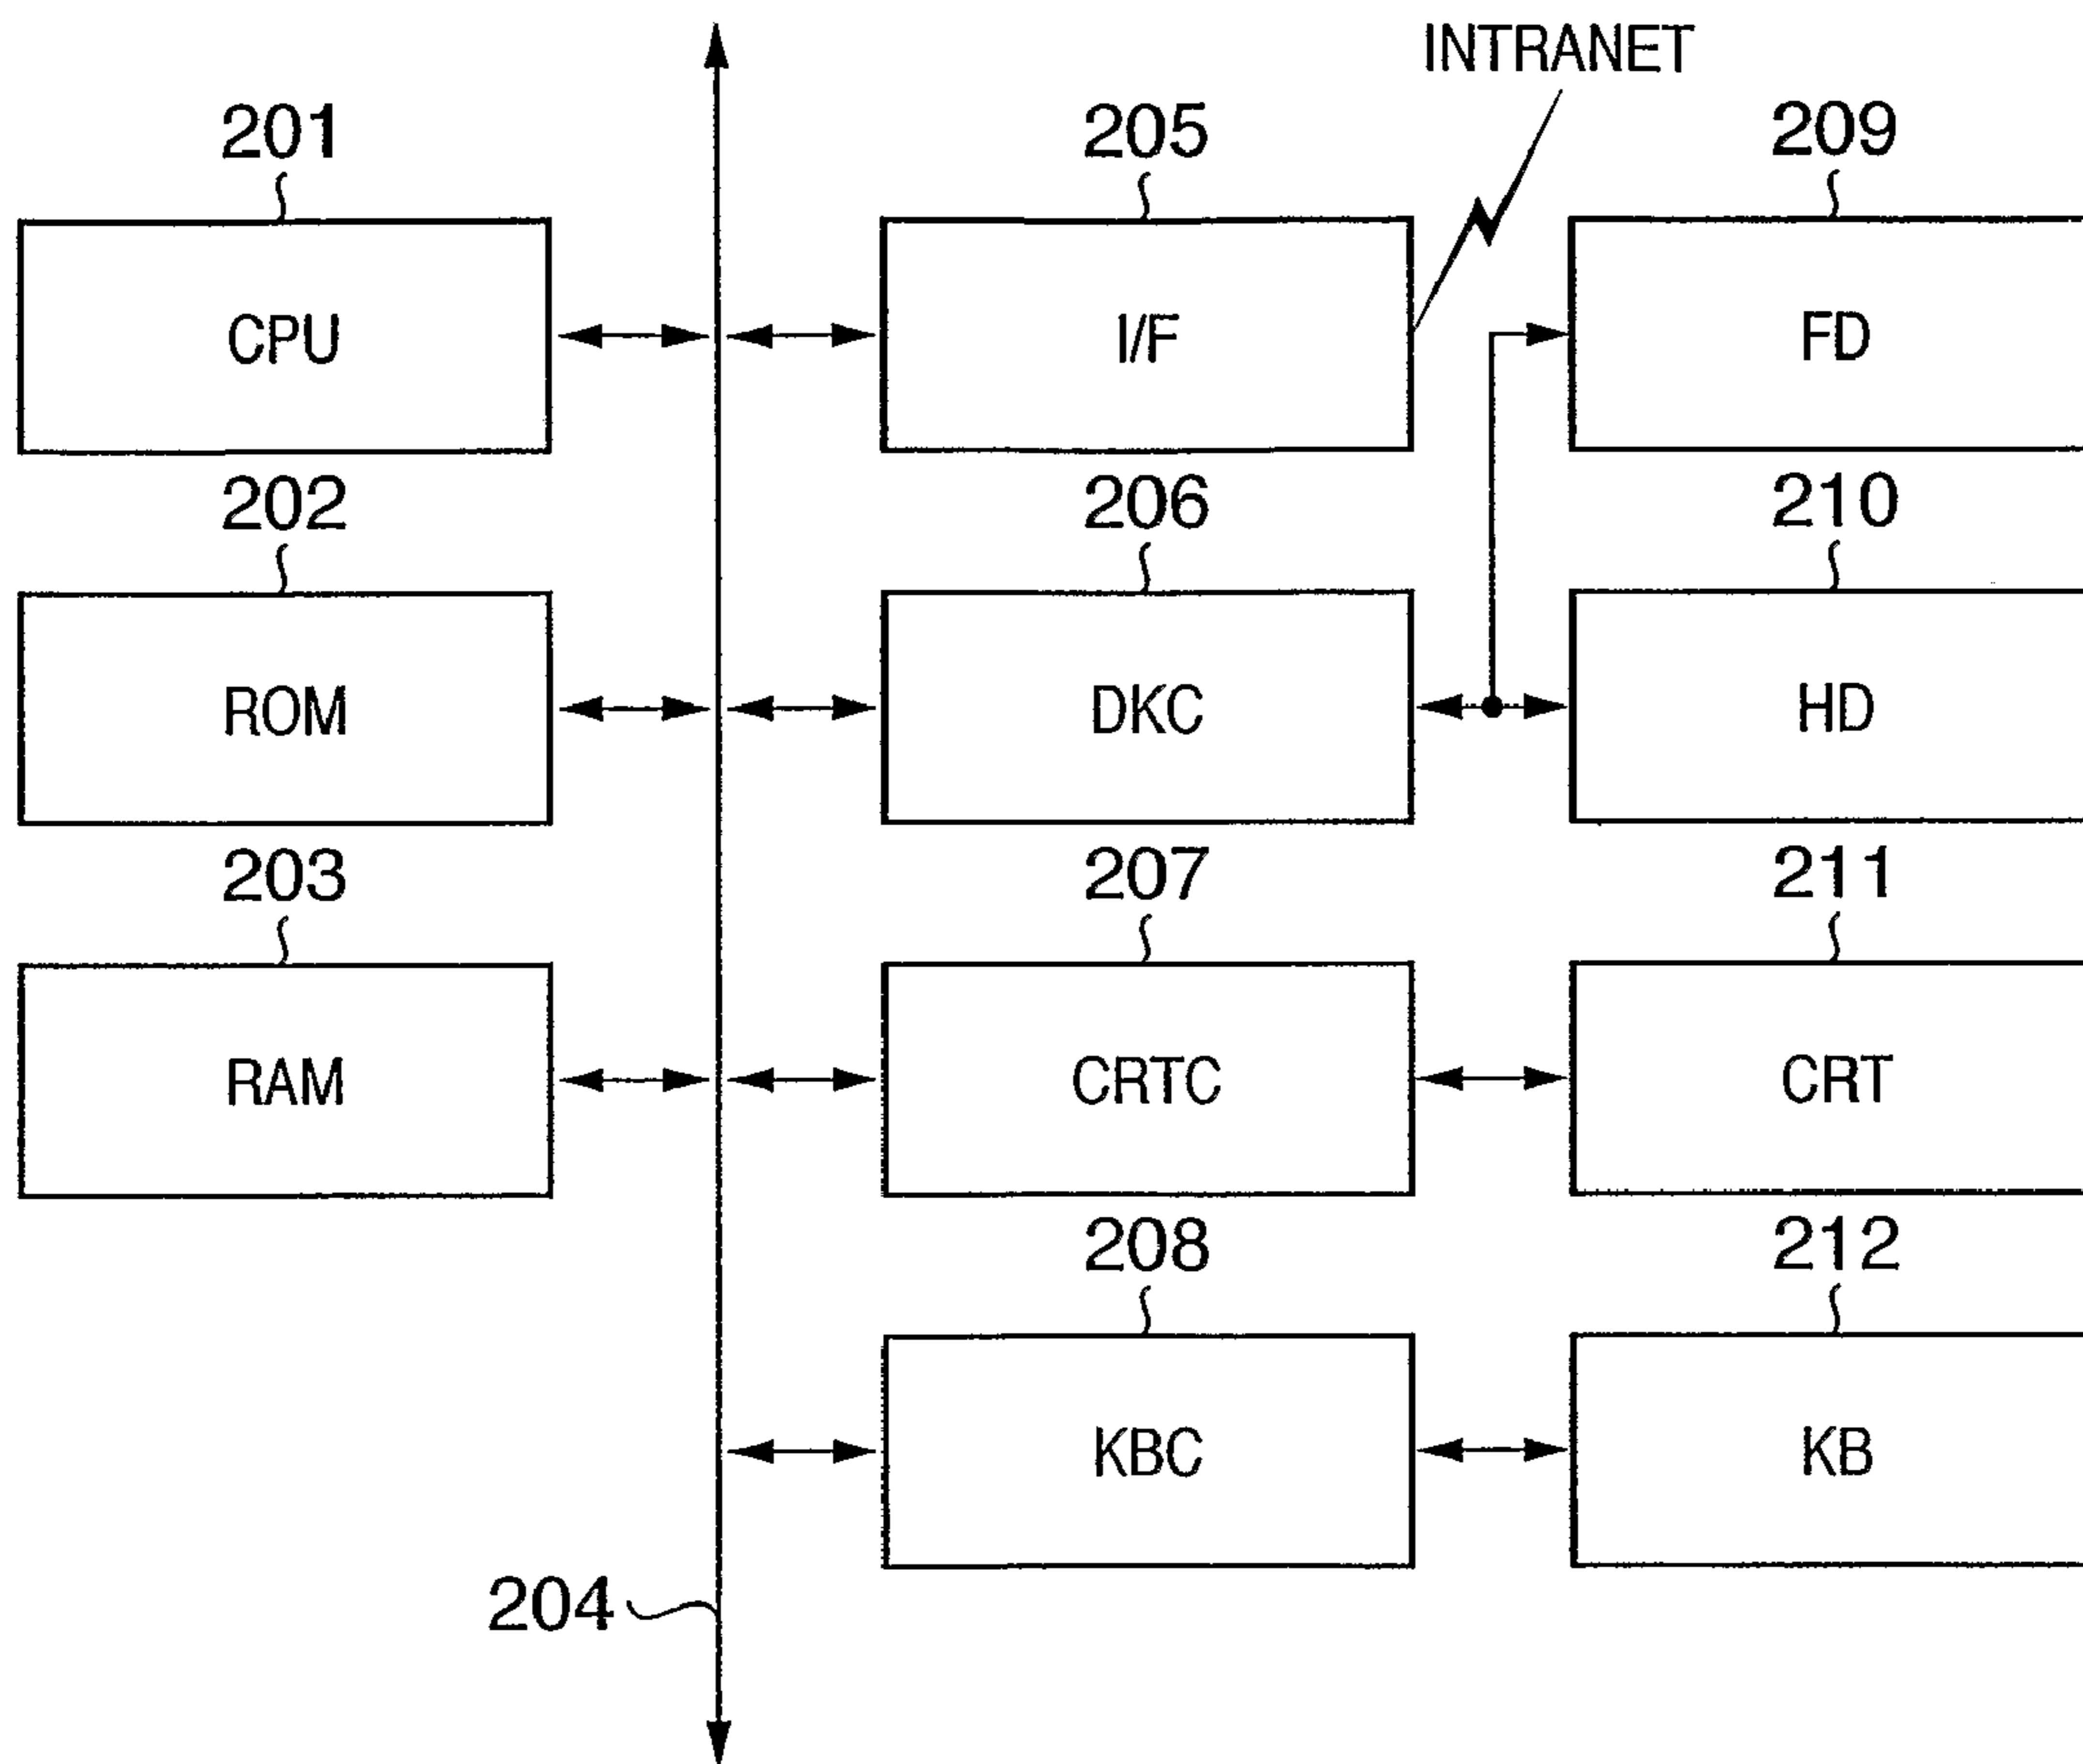 INTRANET
201
205
209
CPU
I/F
FD
202
206
210
ROM
DKC
HD
203
207
211
RAM
CRTC
CRT
208
212
KBC
KB
204